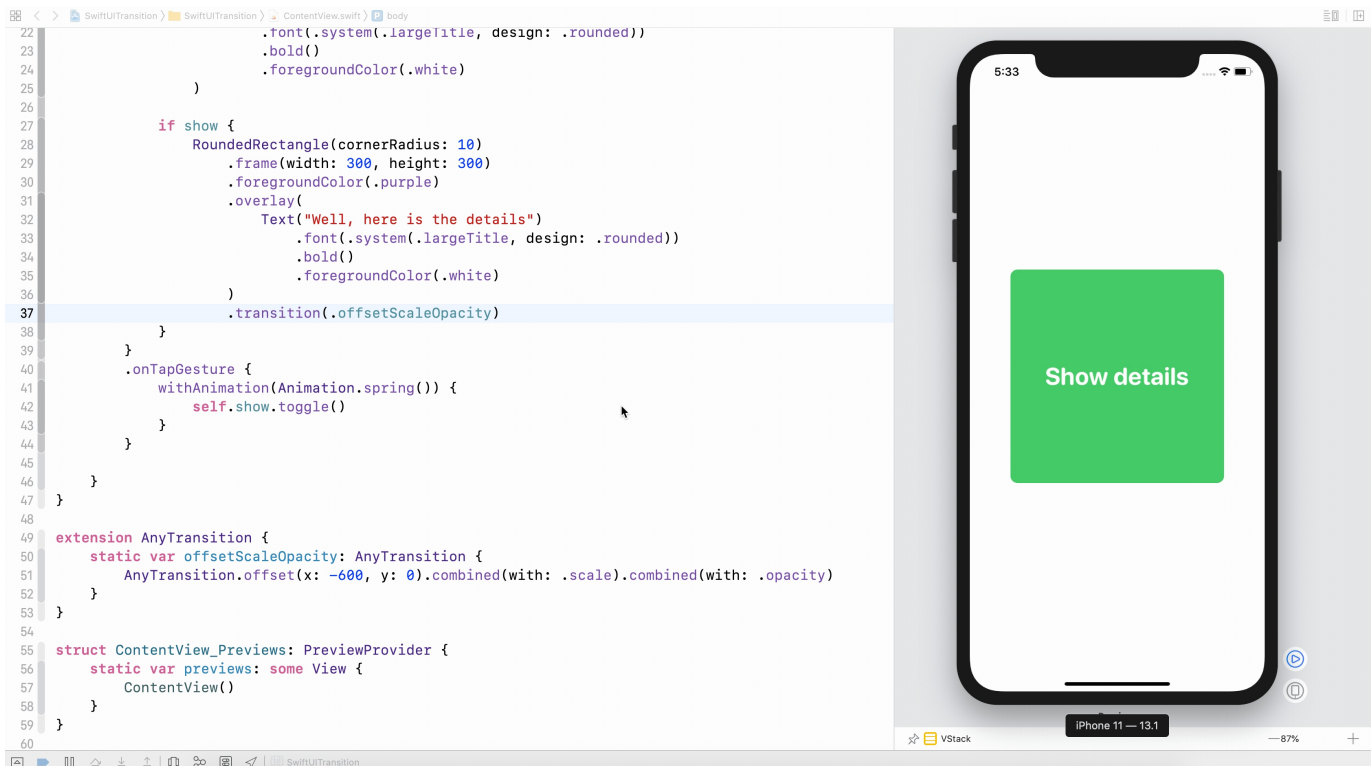 SwiftUITransition › SwiftUITransition › ContentView.swift › P body
22 .font(.system(.largeTitle, design: .rounded))
23 .bold()
24 .foregroundColor(.white)
25 )
26
27 if show {
28 RoundedRectangle(cornerRadius: 10)
29 .frame(width: 300, height: 300)
30 .foregroundColor(.purple)
31 .overlay(
32 Text("Well, here is the details")
33 .font(.system(.largeTitle, design: .rounded))
34 .bold()
35 .foregroundColor(.white)
36 )
37 .transition(.offsetScaleOpacity)
38 }
39 }
40 .onTapGesture {
41 withAnimation(Animation.spring()) {
42 self.show.toggle()
43 }
44 }
45
46 }
47 }
48
49 extension AnyTransition {
50 static var offsetScaleOpacity: AnyTransition {
51 AnyTransition.offset(x: -600, y: 0).combined(with: .scale).combined(with: .opacity)
52 }
53 }
54
55 struct ContentView_Previews: PreviewProvider {
56 static var previews: some View {
57 ContentView()
58 }
59 }
60
SwiftUITransition
5:33
Show details
iPhone 11 — 13.1
VStack
87%